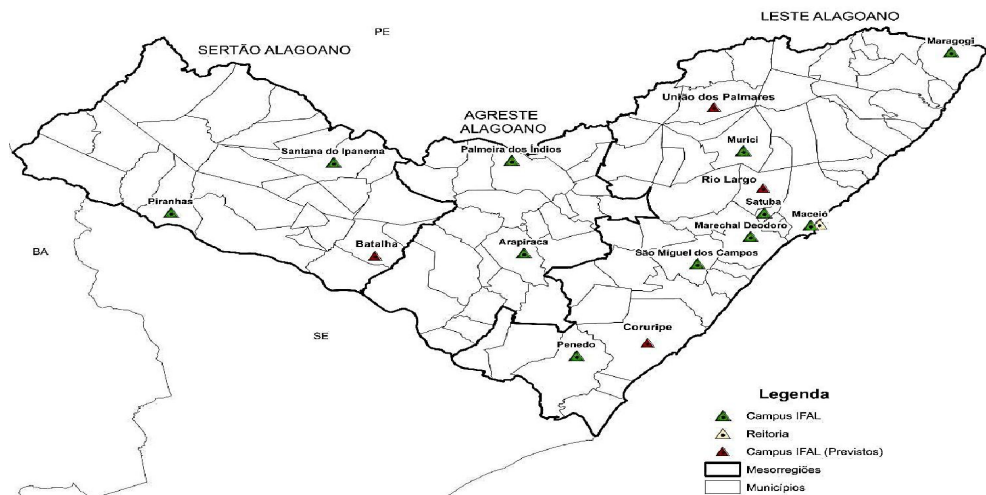 LESTE ALAGOANO
PE
Maragogi
SERTÃO ALAGOANO
União dos Palmares
AGRESTE
ALAGOANO
Murici
Palmeira dos Índios
Santana do Ipanema
Rio Largo
Satuba
Piranhas
Maceió
Marechal Deodoro
Batalha
Arapiraca
BA
São Miguel dos Campos
SE
Coruripe
Penedo
Legenda
Campus IFAL
Reitoria
Campus IFAL (Previstos)
Mesorregiões
Municípios